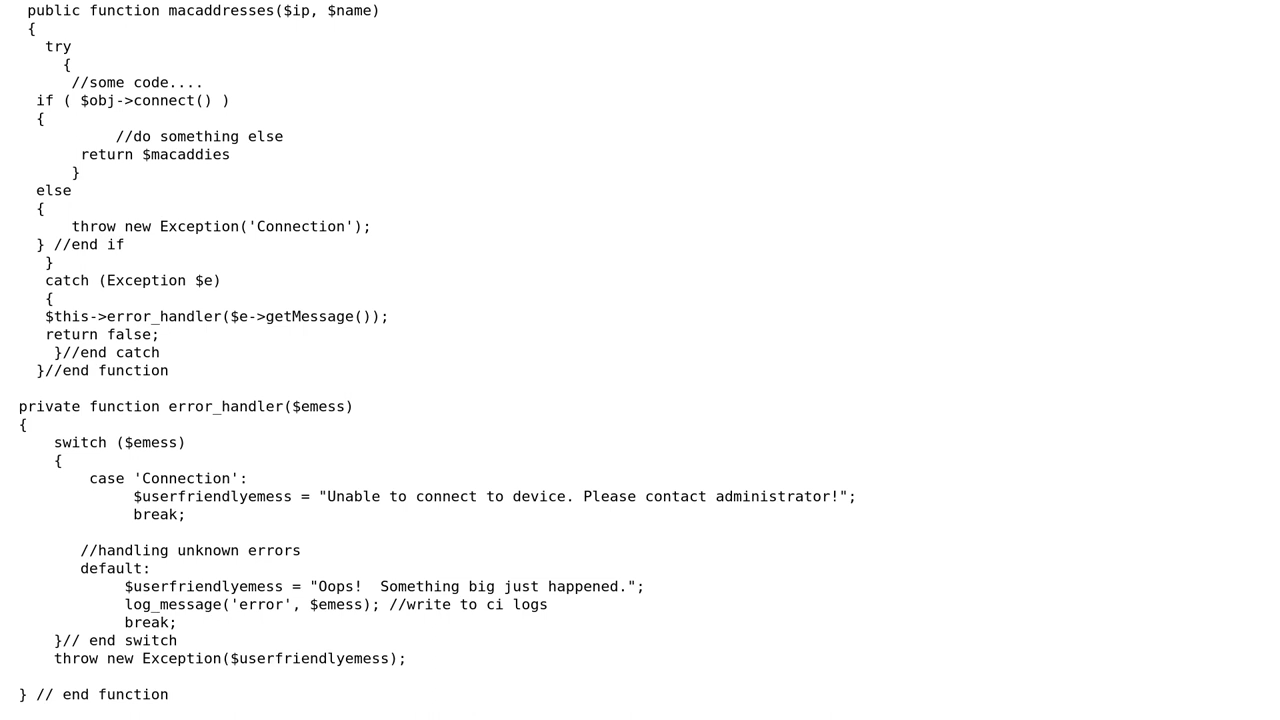 public function macaddresses($ip, $name)
 {
   try
     {
      //some code....
  if ( $obj->connect() )
  {
           //do something else
       return $macaddies
      }
  else
  {
      throw new Exception('Connection');
  } //end if
   }
   catch (Exception $e)
   {
   $this->error_handler($e->getMessage());
   return false;
    }//end catch
  }//end function

private function error_handler($emess)
{
    switch ($emess)
    {
        case 'Connection':
             $userfriendlyemess = "Unable to connect to device. Please contact administrator!";
             break;

       //handling unknown errors
       default:
            $userfriendlyemess = "Oops!  Something big just happened.";
            log_message('error', $emess); //write to ci logs
            break;
    }// end switch
    throw new Exception($userfriendlyemess);

} // end function